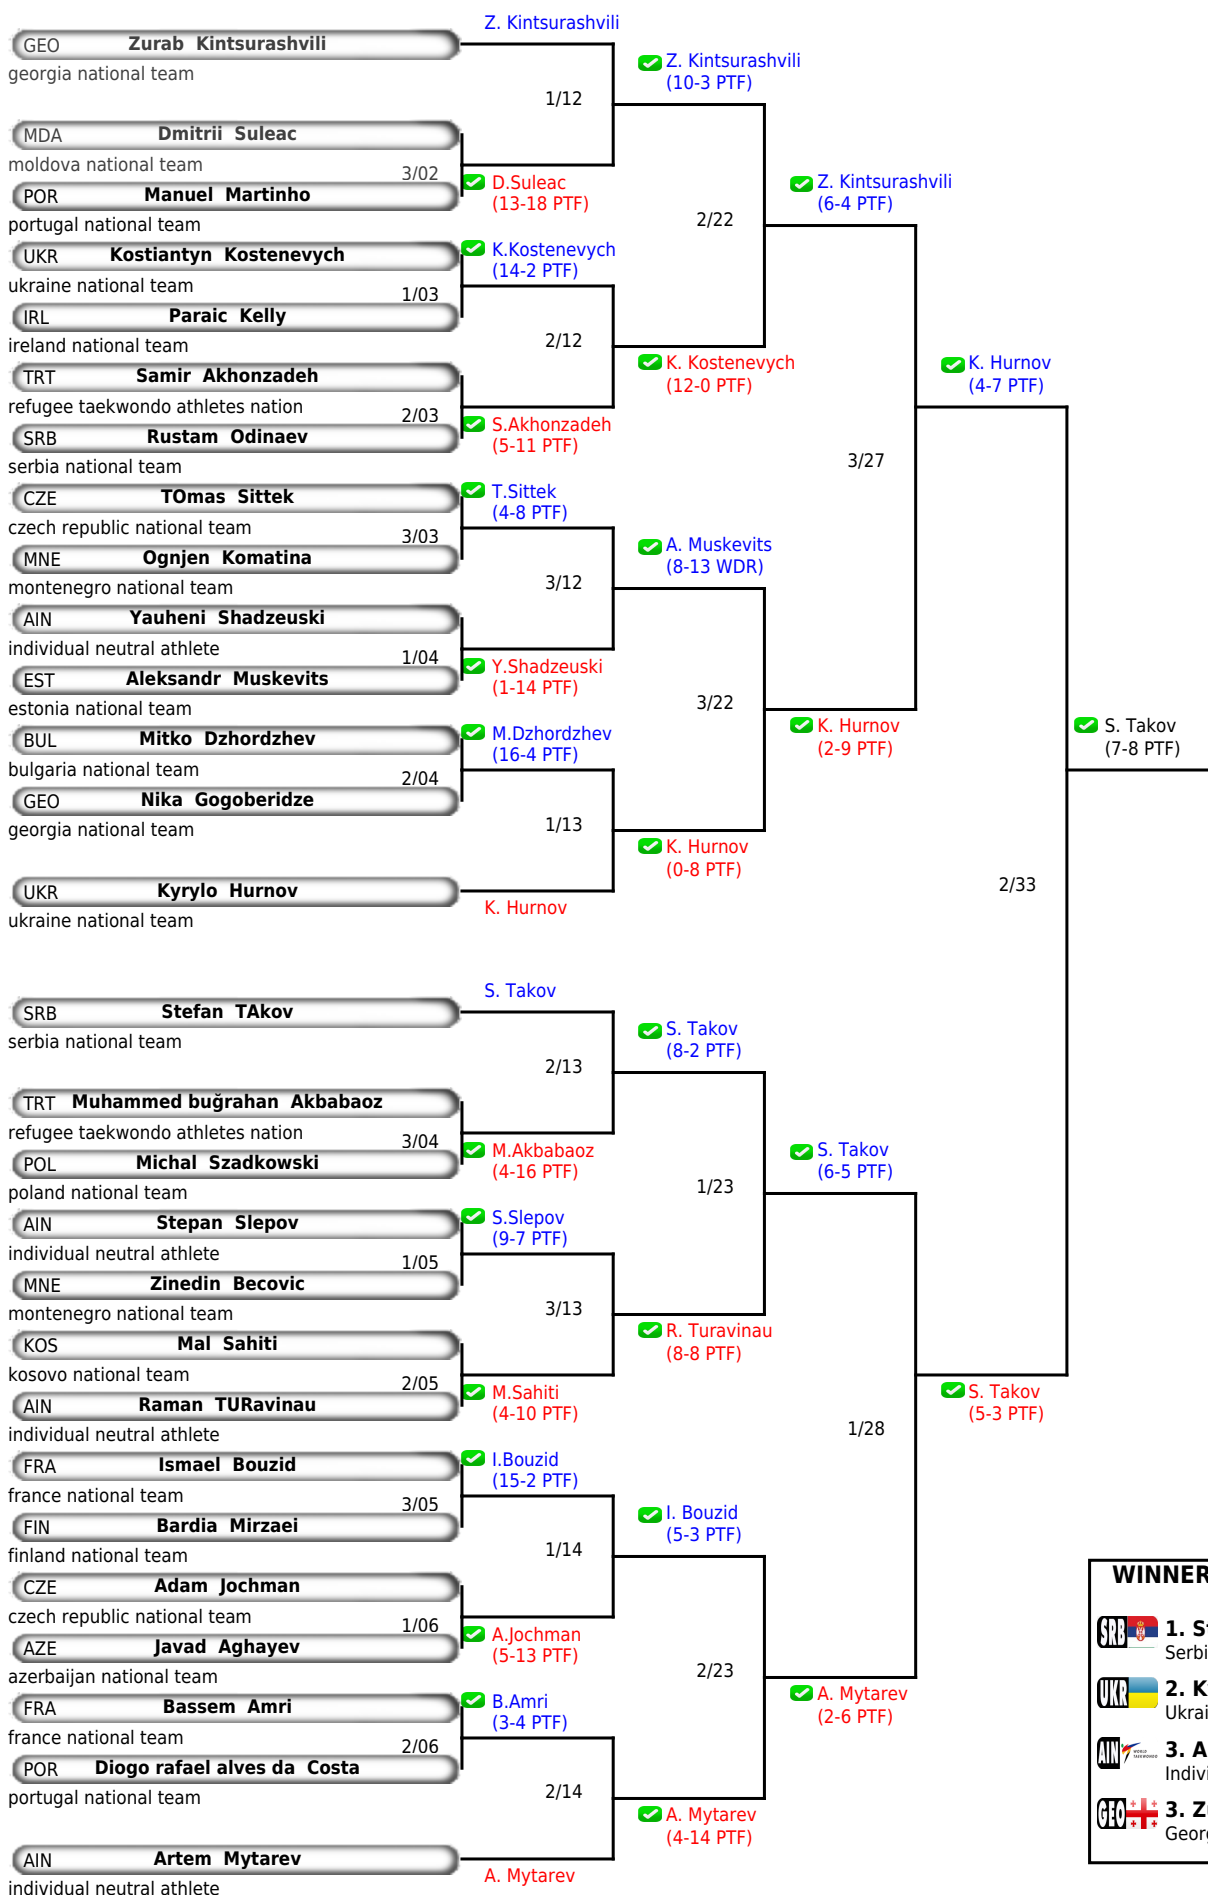 Z. Kintsurashvili
GEO Zurab Kintsurashvili
georgia national team
Z. Kintsurashvili
(10-3 PTF)
1/12
MDA Dmitrii Suleac
moldova national team
3/02
D.Suleac
(13-18 PTF)
POR Manuel Martinho
portugal national team
Z. Kintsurashvili
(6-4 PTF)
2/22
UKR Kostiantyn Kostenevych
K.Kostenevych
(14-2 PTF)
ukraine national team
1/03
IRL Paraic Kelly
ireland national team
2/12
K. Kostenevych
(12-0 PTF)
TRT Samir Akhonzadeh
refugee taekwondo athletes nation
2/03
S.Akhonzadeh
(5-11 PTF)
SRB Rustam Odinaev
serbia national team
K. Hurnov
(4-7 PTF)
3/27
CZE TOmas Sittek
T.Sittek
(4-8 PTF)
czech republic national team
3/03
MNE Ognjen Komatina
montenegro national team
A. Muskevits
(8-13 WDR)
3/12
AIN Yauheni Shadzeuski
individual neutral athlete
1/04
Y.Shadzeuski
(1-14 PTF)
EST Aleksandr Muskevits
estonia national team
3/22
K. Hurnov
(2-9 PTF)
S. Takov
(7-8 PTF)
BUL Mitko Dzhordzhev
M.Dzhordzhev
(16-4 PTF)
bulgaria national team
2/04
GEO Nika Gogoberidze
georgia national team
1/13
K. Hurnov
(0-8 PTF)
UKR Kyrylo Hurnov
ukraine national team
K. Hurnov
2/33
S. Takov
SRB Stefan TAkov
serbia national team
S. Takov
(8-2 PTF)
2/13
TRT Muhammed buğrahan Akbabaoz
refugee taekwondo athletes nation
3/04
M.Akbabaoz
(4-16 PTF)
POL Michal Szadkowski
poland national team
S. Takov
(6-5 PTF)
1/23
AIN Stepan Slepov
S.Slepov
(9-7 PTF)
individual neutral athlete
1/05
MNE Zinedin Becovic
montenegro national team
3/13
R. Turavinau
(8-8 PTF)
KOS Mal Sahiti
kosovo national team
2/05
M.Sahiti
(4-10 PTF)
AIN Raman TURavinau
individual neutral athlete
S. Takov
(5-3 PTF)
1/28
FRA Ismael Bouzid
I.Bouzid
(15-2 PTF)
france national team
3/05
FIN Bardia Mirzaei
finland national team
I. Bouzid
(5-3 PTF)
1/14
CZE Adam Jochman
czech republic national team
1/06
A.Jochman
(5-13 PTF)
AZE Javad Aghayev
azerbaijan national team
2/23
A. Mytarev
(2-6 PTF)
FRA Bassem Amri
B.Amri
(3-4 PTF)
france national team
2/06
POR Diogo rafael alves da Costa
portugal national team
2/14
A. Mytarev
(4-14 PTF)
AIN Artem Mytarev
individual neutral athlete
A. Mytarev
WINNER
SRB 1. S
Serbi
UKR 2. K
Ukrai
AIN 3. A
Indivi
GEO 3. Z
Georg